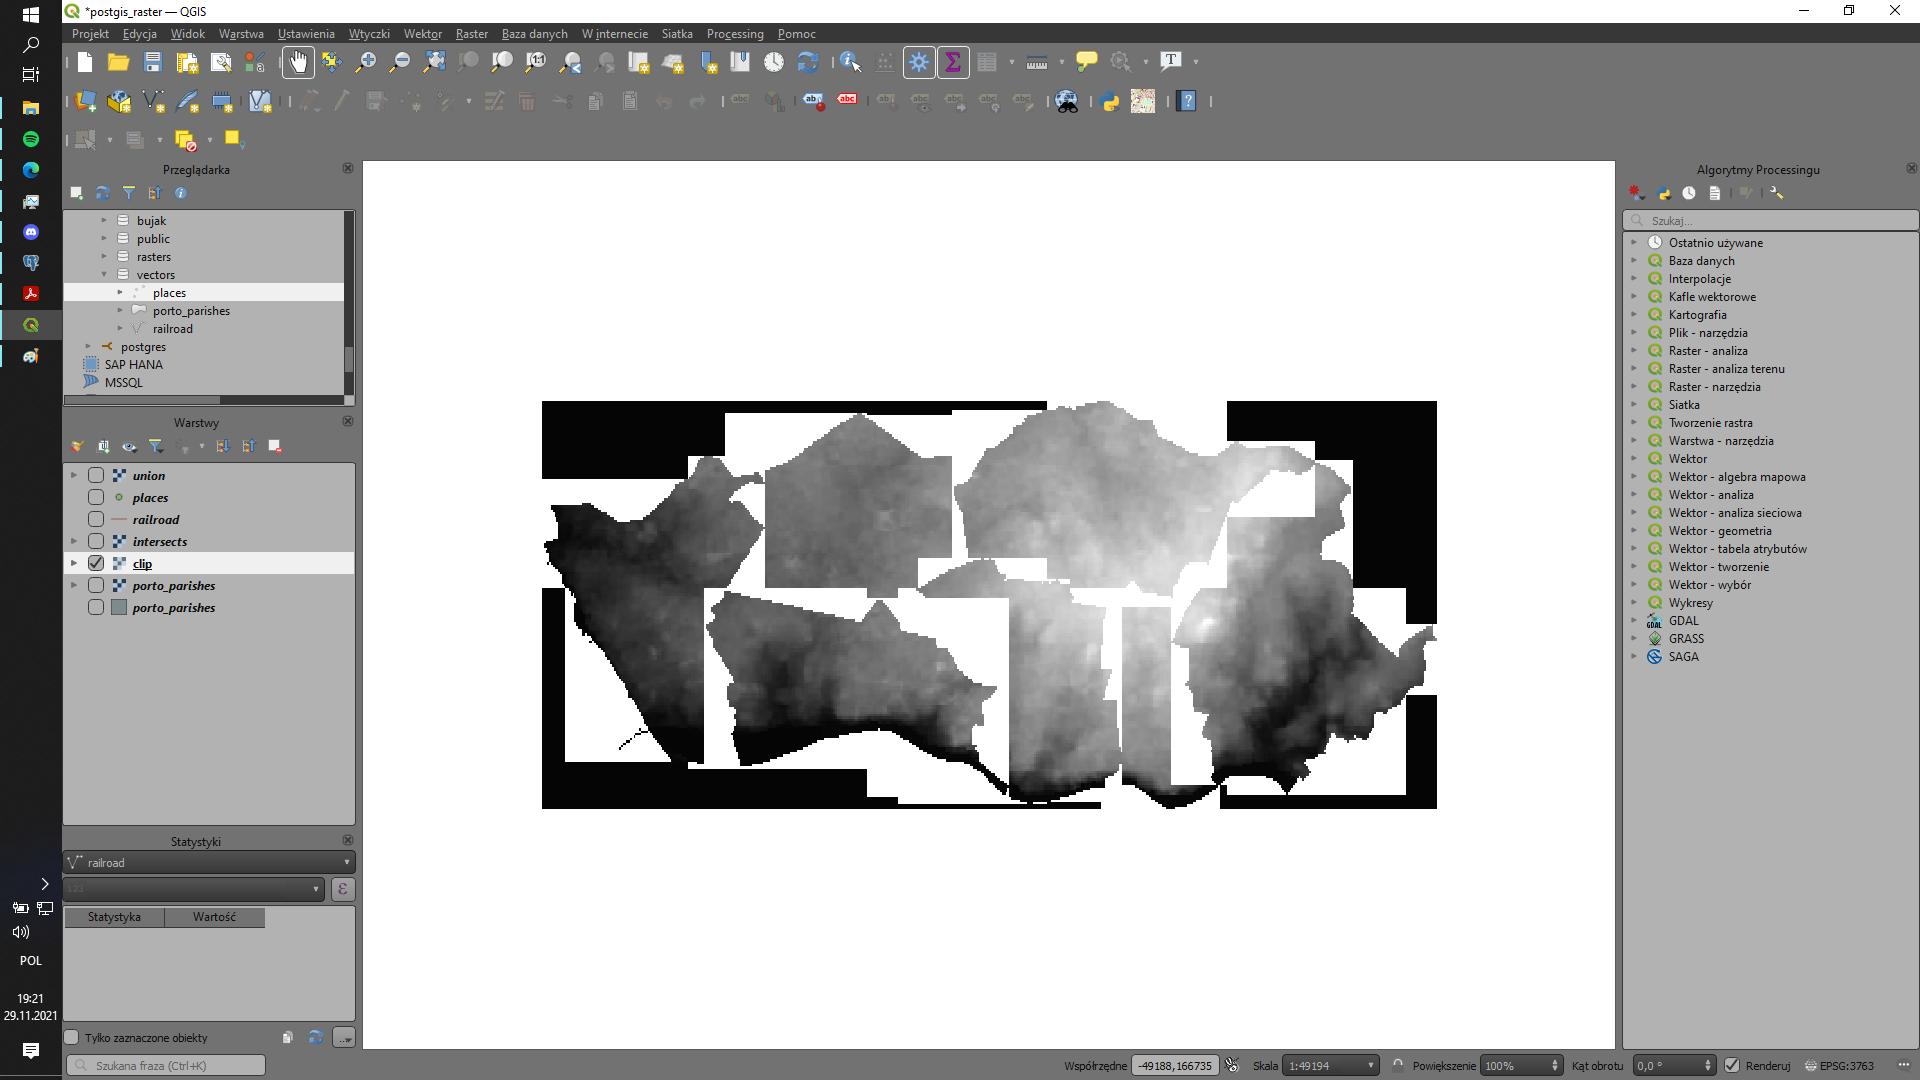 *postgis_raster — QGIS
Projekt Edycja Widok Warstwa Ustawienia Wtyczki Wektor Raster Baza danych W internecie Siatka Processing Pomoc
Przeglądarka
bujak
public
rasters
vectors
places
porto_parishes
railroad
postgres
SAP HANA
MSSQL
Warstwy
union
places
railroad
intersects
clip
porto_parishes
porto_parishes
Statystyki
railroad
123
Statystyka Wartość
Tylko zaznaczone obiekty
Szukana fraza (Ctrl+K)
Algorytmy Processingu
Szukaj...
Ostatnio używane
Baza danych
Interpolacje
Kafle wektorowe
Kartografia
Plik - narzędzia
Raster - analiza
Raster - analiza terenu
Raster - narzędzia
Siatka
Tworzenie rastra
Warstwa - narzędzia
Wektor
Wektor - algebra mapowa
Wektor - analiza
Wektor - analiza sieciowa
Wektor - geometria
Wektor - tabela atrybutów
Wektor - tworzenie
Wektor - wybór
Wykresy
GDAL
GRASS
SAGA
Współrzędne -49188,166735 Skala 1:49194 Powiększenie 100% Kąt obrotu 0,0 ° Renderuj EPSG:3763
POL
19:21
29.11.2021